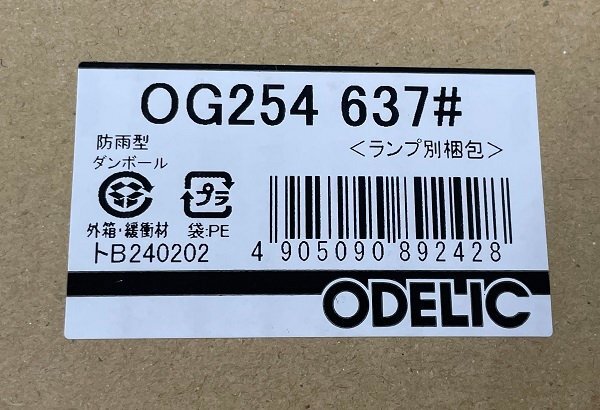 OG254 637#
防雨型
<ランプ別梱包>
ダンボール
プラ
外箱・緩衝材 袋:PE
トB240202
4 905090 892428
ODELIC